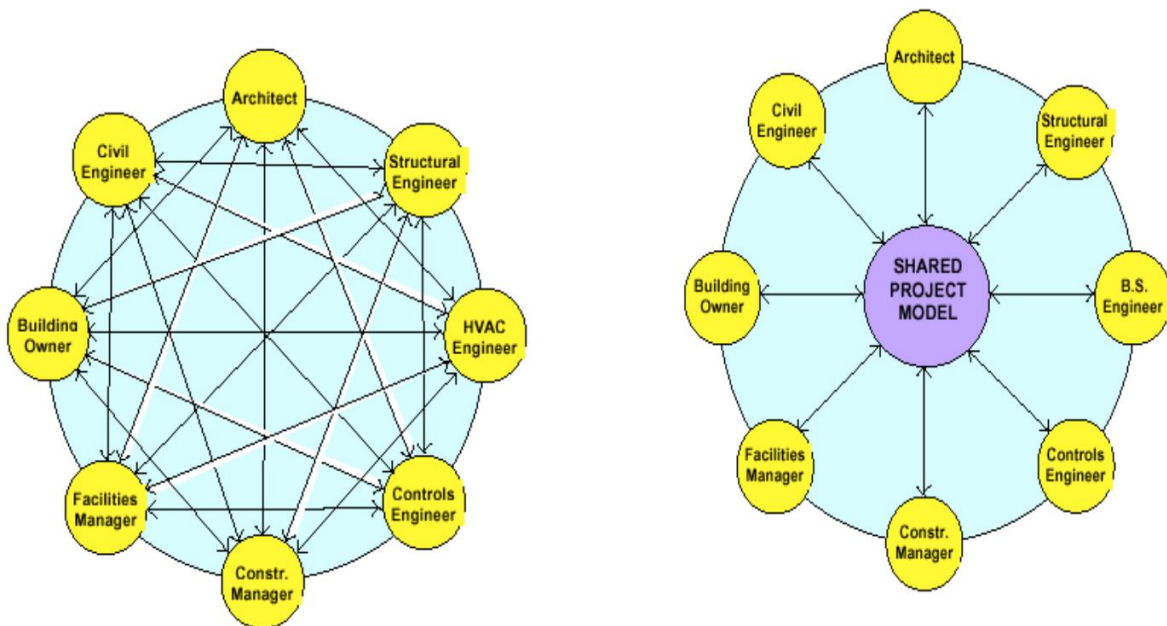 Architect
Civil
Engineer
Structural
Engineer
Building
Owner
HVAC
Engineer
Facilities
Manager
Controls
Engineer
Constr.
Manager
Architect
Civil
Engineer
Structural
Engineer
Building
Owner
SHARED
PROJECT
MODEL
B.S.
Engineer
Facilities
Manager
Controls
Engineer
Constr.
Manager